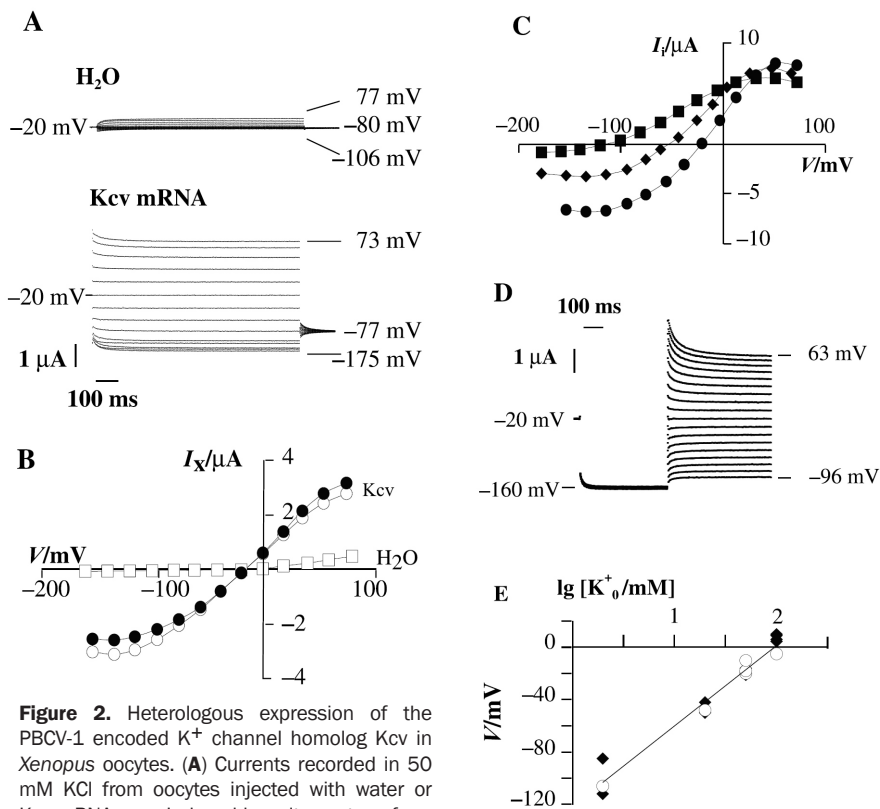 A
H₂O
77 mV
−20 mV
−80 mV
−106 mV
Kcv mRNA
73 mV
−20 mV
−77 mV
1 µA
−175 mV
100 ms
B
Ix/µA
4
Kcv
2
V/mV
H2O
−200
−100
100
−2
−4
Figure 2. Heterologous expression of the
PBCV-1 encoded K⁺ channel homolog Kcv in
Xenopus oocytes. (A) Currents recorded in 50
mM KCl from oocytes injected with water or
C
Iᵢ/µA
10
−200
−100
100
V/mV
−5
−10
D
100 ms
1 µA
63 mV
−20 mV
−160 mV
−96 mV
E
lg [K⁺₀/mM]
1
2
0
−40
−80
−120
V/mV